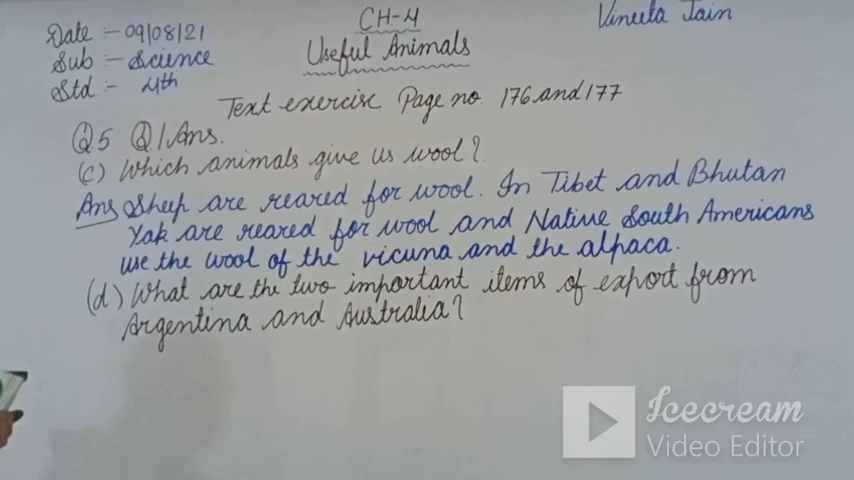 Date :- 09/08/21
Sub :- Science
Std :- 4th
CH-4
Useful Animals
Vineeta Jain
Text exercise Page no. 176 and 177
Q5 Q/Ans.
(c) Which animals give us wool?
Ans Sheep are reared for wool. In Tibet and Bhutan
Yak are reared for wool and Native South Americans
use the wool of the vicuna and the alpaca.
(d) What are the two important items of export from
Argentina and Australia?
Icecream
Video Editor